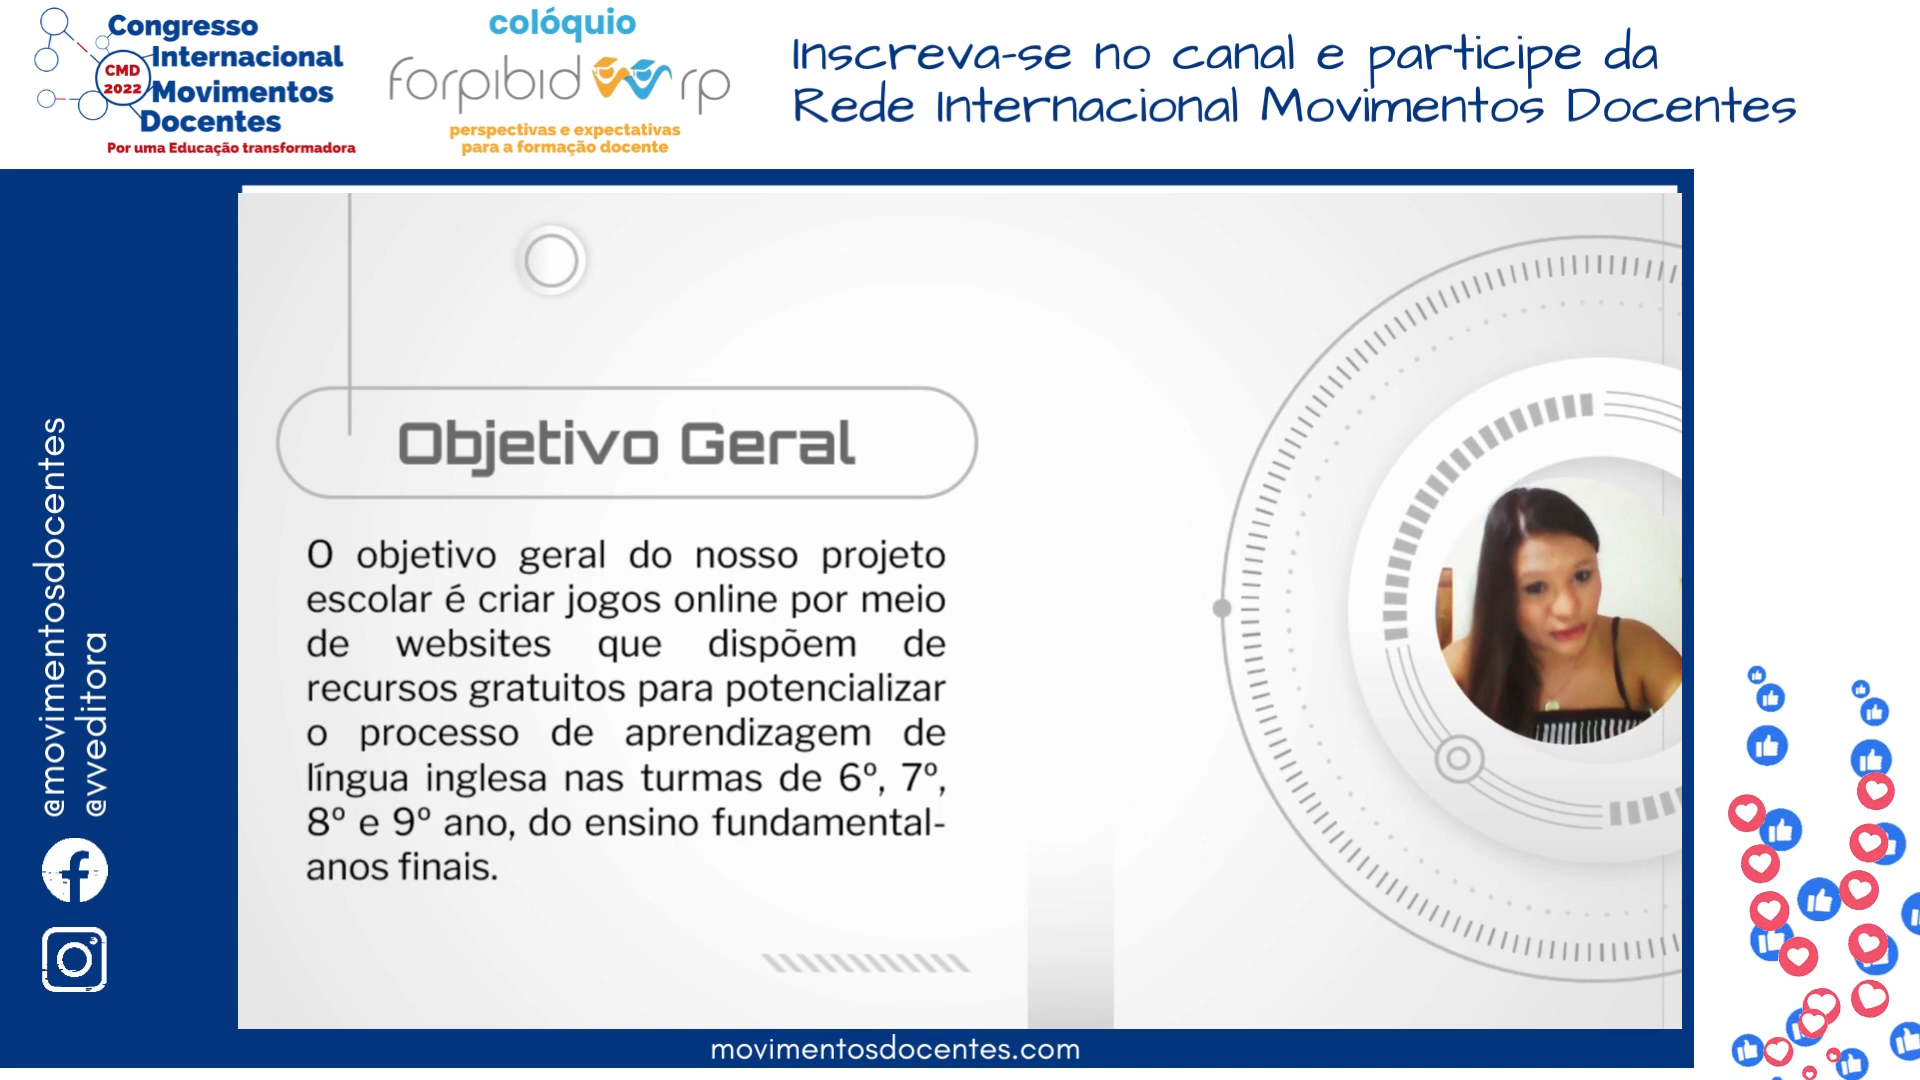 Congresso
Internacional
CMD
2022
Movimentos
Docentes
Por uma Educação transformadora
colóquio
forpibid rp
perspectivas e expectativas
para a formação docente
Inscreva-se no canal e participe da
Rede Internacional Movimentos Docentes
@movimentosdocentes
@vveditora
Objetivo Geral
O objetivo geral do nosso projeto
escolar é criar jogos online por meio
de websites que dispõem de
recursos gratuitos para potencializar
o processo de aprendizagem de
língua inglesa nas turmas de 6º, 7º,
8º e 9º ano, do ensino fundamental-
anos finais.
movimentosdocentes.com